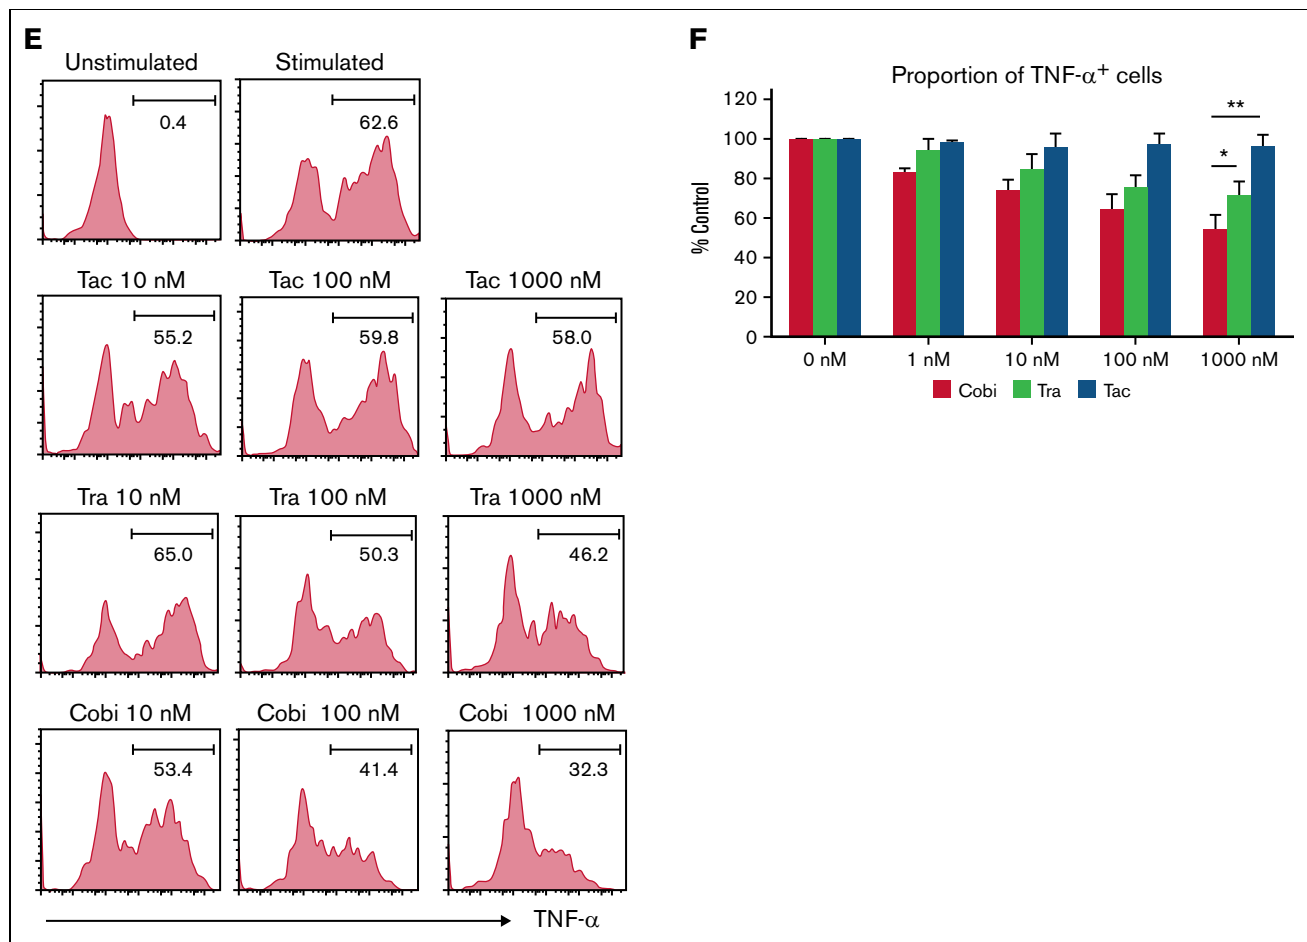 E
Unstimulated Stimulated
0.4 62.6
Tac 10 nM Tac 100 nM Tac 1000 nM
55.2 59.8 58.0
Tra 10 nM Tra 100 nM Tra 1000 nM
65.0 50.3 46.2
Cobi 10 nM Cobi 100 nM Cobi 1000 nM
53.4 41.4 32.3
TNF-α
F
Proportion of TNF-α+ cells
% Control
120
100
80
60
40
20
0
**
*
0 nM 1 nM 10 nM 100 nM 1000 nM
Cobi Tra Tac